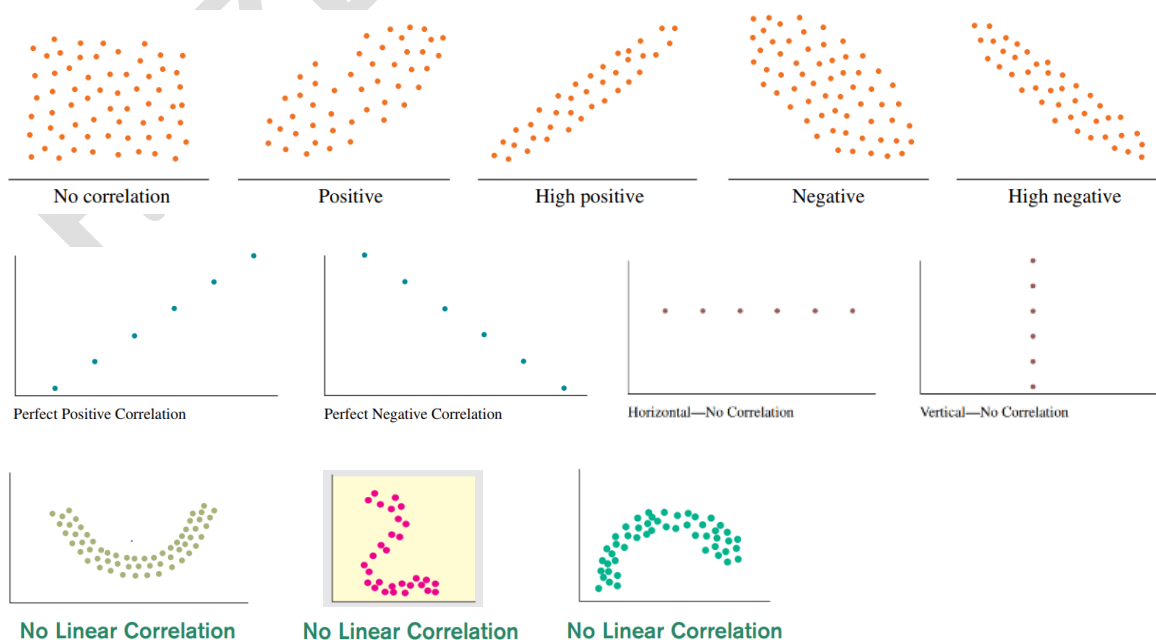 No correlation
Positive
High positive
Negative
High negative
Perfect Positive Correlation
Perfect Negative Correlation
Horizontal—No Correlation
Vertical—No Correlation
No Linear Correlation
No Linear Correlation
No Linear Correlation